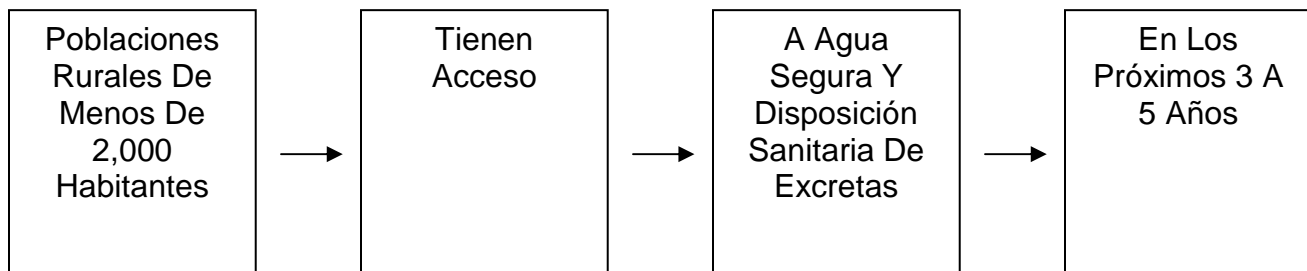 Poblaciones
Rurales De
Menos De
2,000
Habitantes
Tienen
Acceso
A Agua
Segura Y
Disposición
Sanitaria De
Excretas
En Los
Próximos 3 A
5 Años